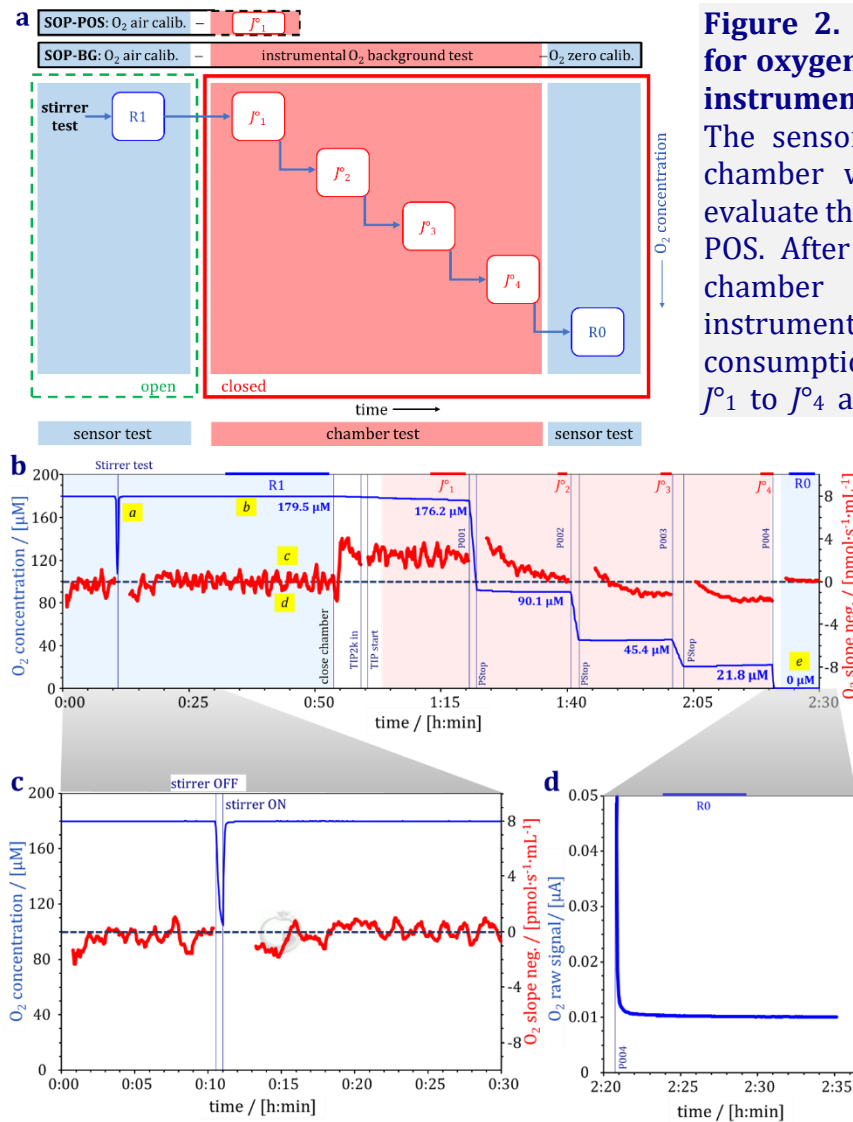 a
SOP-POS: O₂ air calib. –
J°₁
SOP-BG: O₂ air calib. – instrumental O₂ background test –O₂ zero calib.
stirrer test
R1
J°₁
J°₂
J°₃
J°₄
R0
O₂ concentration
open
closed
time
sensor test
chamber test
sensor test
Figure 2.
for oxygen
instrumen
The sensor
chamber v
evaluate th
POS. After
chamber
instrument
consumptio
J°₁ to J°₄ a
b
Stirrer test
R1
J°₁
J°₂
J°₃
J°₄
R0
200
160
120
80
40
0
O₂ concentration / [μM]
a
b
c
d
e
179.5 μM
176.2 μM
90.1 μM
45.4 μM
21.8 μM
0 μM
close chamber
TIP2k in
TIP start
P001
PStop
P002
PStop
P003
PStop
P004
8
4
0
-4
-8
O₂ slope neg. / [pmol·s⁻¹·mL⁻¹]
0:00 0:25 0:50 1:15 1:40 2:05 2:30
time / [h:min]
c
stirrer OFF
stirrer ON
200
160
120
80
40
0
O₂ concentration / [μM]
8
4
0
-4
-8
O₂ slope neg. / [pmol·s⁻¹·mL⁻¹]
0:00 0:10 0:20 0:30
time / [h:min]
d
R0
0.05
0.04
0.03
0.02
0.01
0
O₂ raw signal/ [μA]
P004
2:20 2:25 2:30 2:35
time / [h:min]